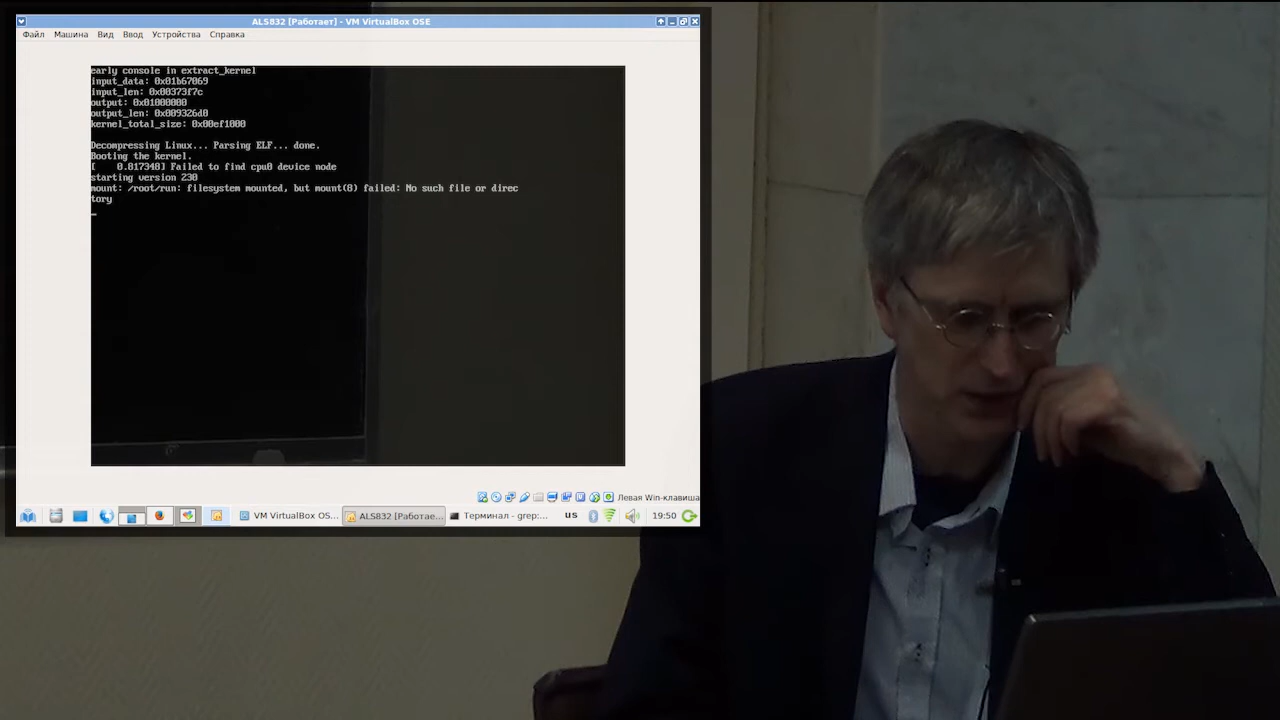 ALS832 [Работает] - VM VirtualBox OSE
Файл Машина Вид Ввод Устройства Справка
early console in extract_kernel
input_data: 0x01b67069
input_len: 0x00373f7c
output: 0x01000000
output_len: 0x009326d0
kernel_total_size: 0x00ef1000
Decompressing Linux... Parsing ELF... done.
Booting the kernel.
[    0.817348] Failed to find cpu0 device node
starting version 230
mount: /root/run: filesystem mounted, but mount(8) failed: No such file or direc
tory
Левая Win-клавиша
VM VirtualBox OS... ALS832 [Работае... Терминал - grep:... us 19:50